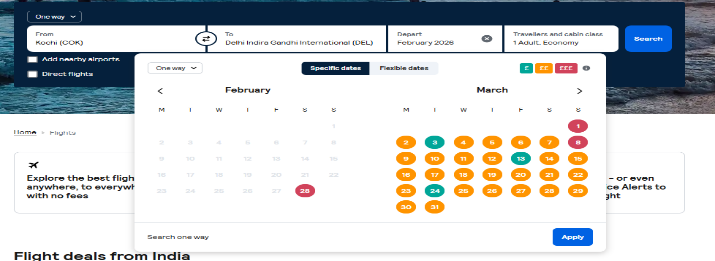 One way
From
Kochi (COK)
To
Delhi Indira Gandhi International (DEL)
Depart
February 2026
Travellers and cabin class
1 Adult, Economy
Search
Add nearby airports
Direct flights
One way
Specific dates
Flexible dates
£ ££ £££
February
M T W T F S S
1
2 3 4 5 6 7 8
9 10 11 12 13 14 15
16 17 18 19 20 21 22
23 24 25 26 27 28
March
M T W T F S S
1
2 3 4 5 6 7 8
9 10 11 12 13 14 15
16 17 18 19 20 21 22
23 24 25 26 27 28 29
30 31
Search one way
Apply
Home > Flights
Explore the best fligh
anywhere, to everywh
with no fees
– or even
ce Alerts to
ght
Flight deals from India